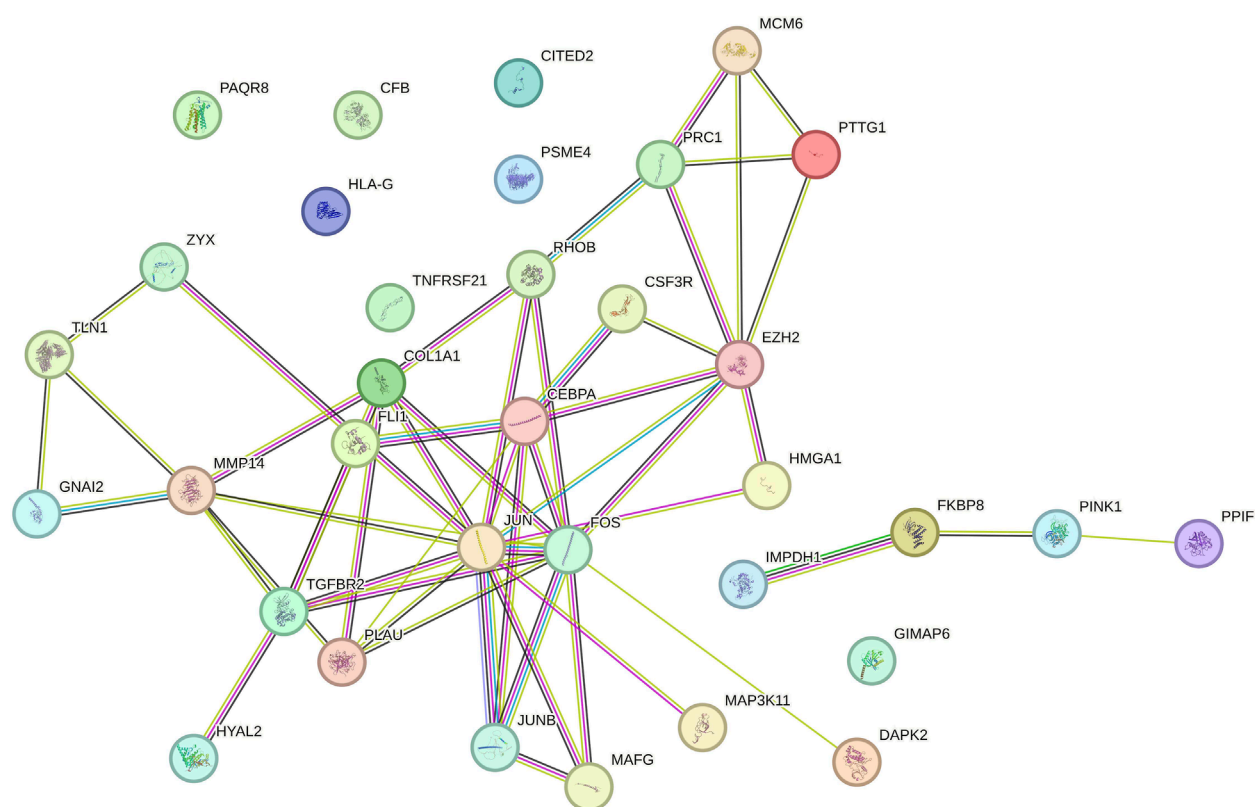 MCM6
CITED2
PAQR8
CFB
PTTG1
PRC1
PSME4
HLA-G
ZYX
RHOB
TNFRSF21
CSF3R
TLN1
EZH2
COL1A1
CEBPA
FLI1
HMGA1
MMP14
GNAI2
FKBP8
PINK1
PPIF
JUN
FOS
IMPDH1
TGFBR2
PLAU
GIMAP6
MAP3K11
HYAL2
JUNB
DAPK2
MAFG